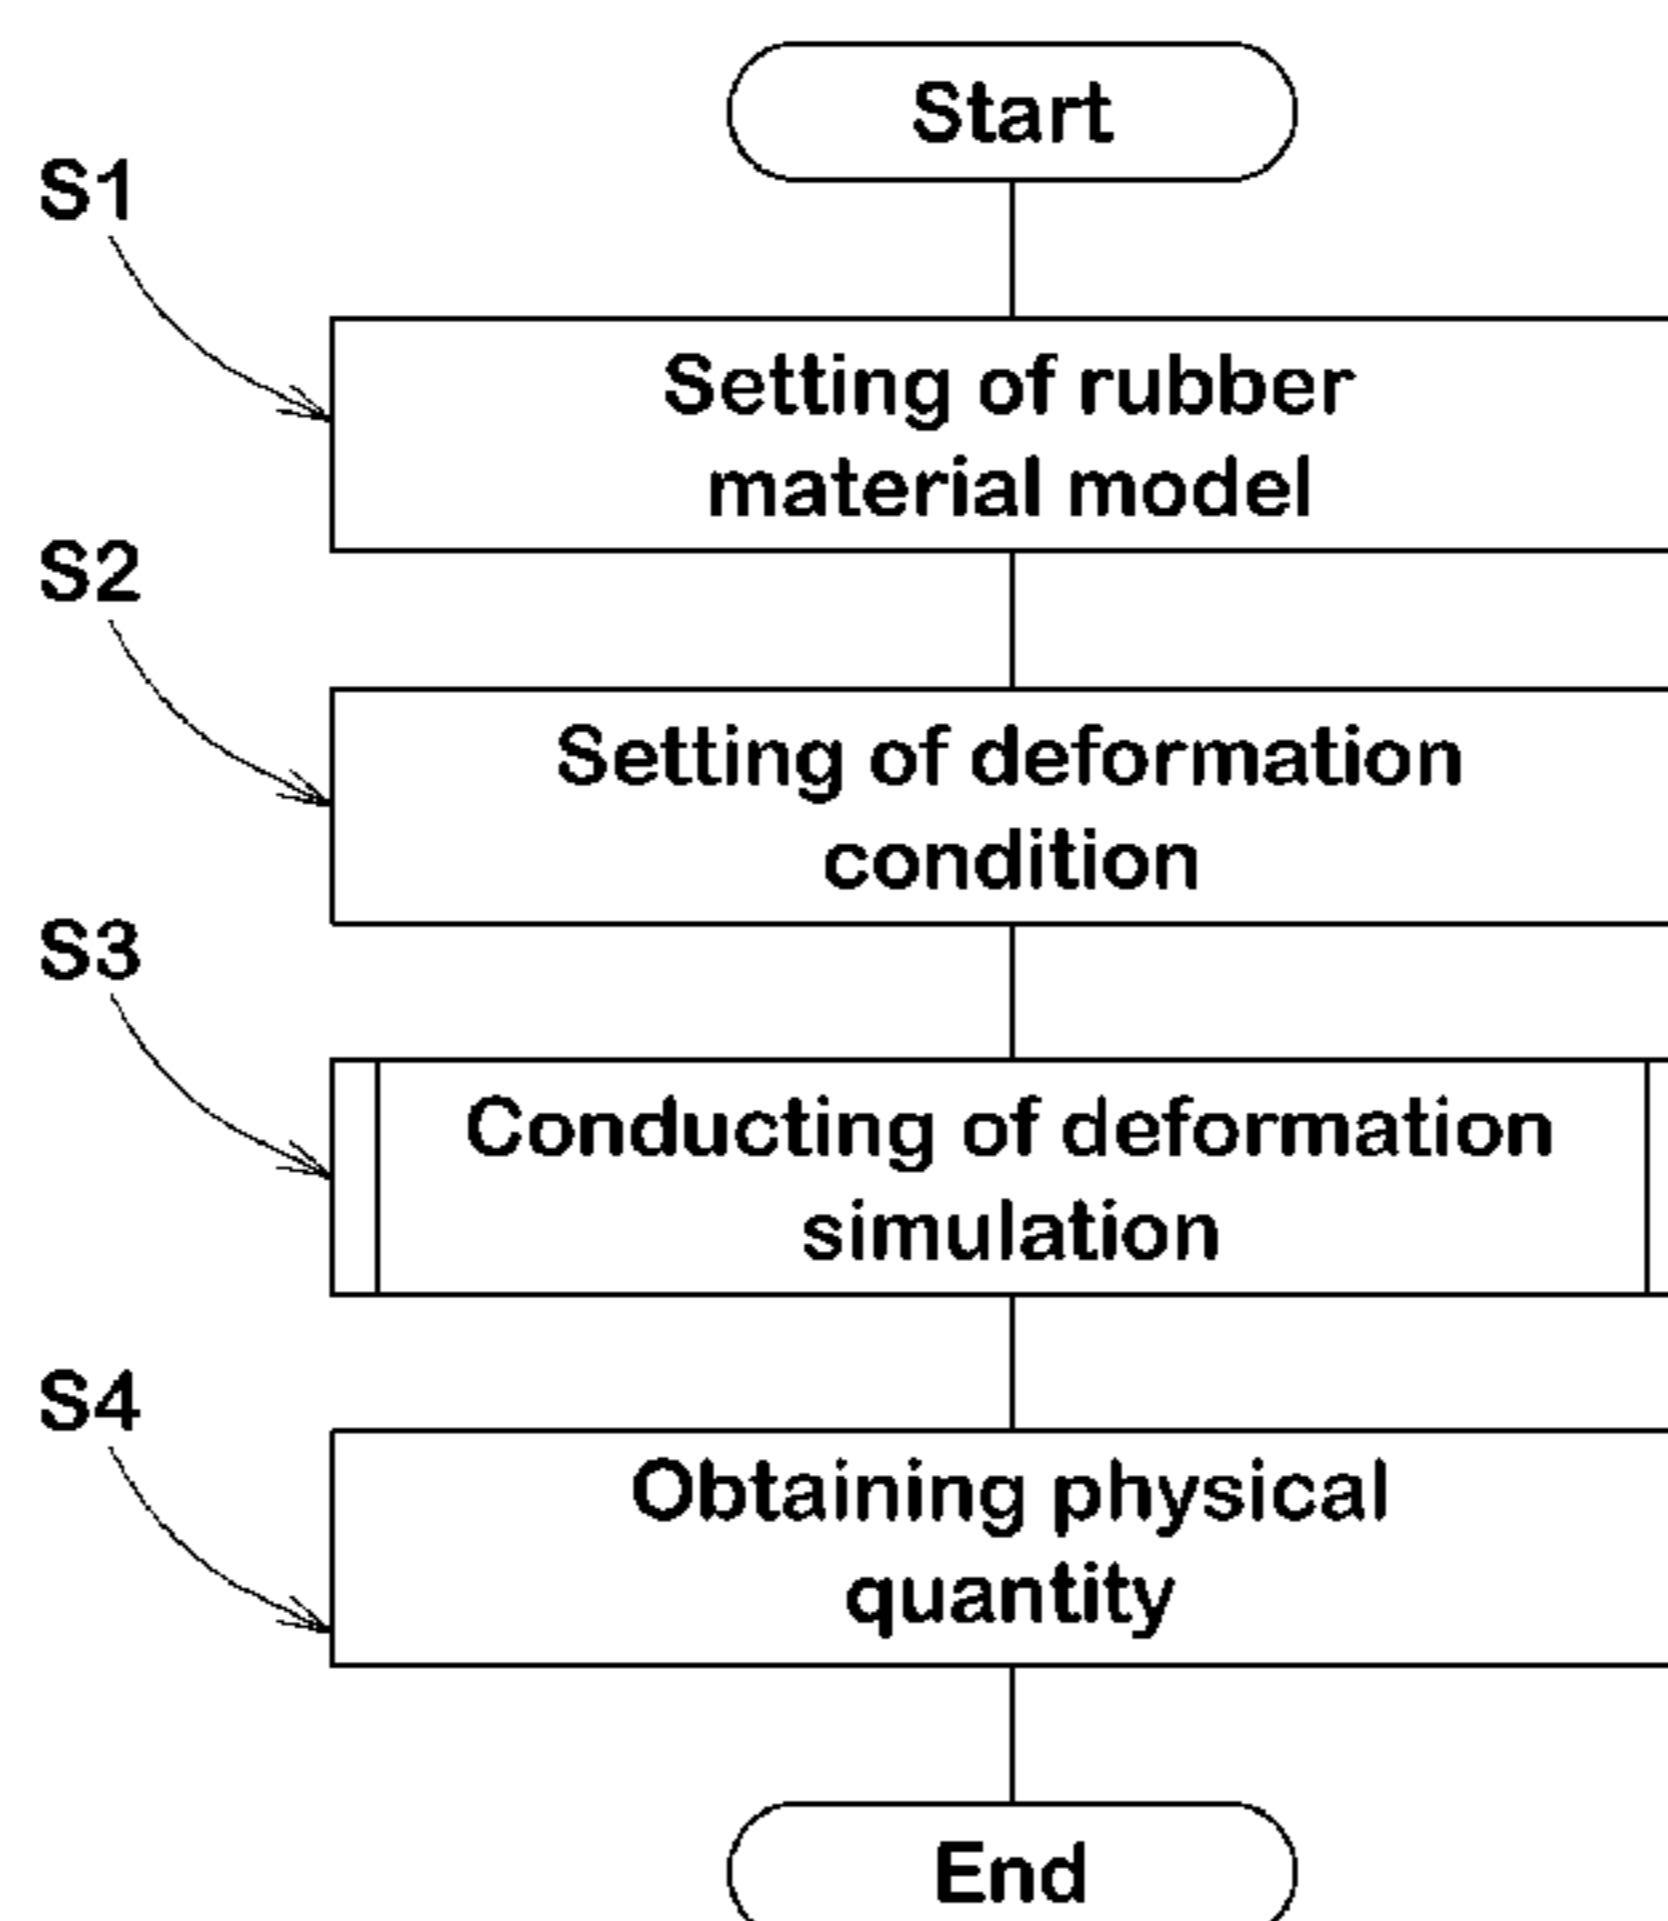 Start
S1
Setting of rubber
material model
S2
Setting of deformation
condition
S3
Conducting of deformation
simulation
S4
Obtaining physical
quantity
End